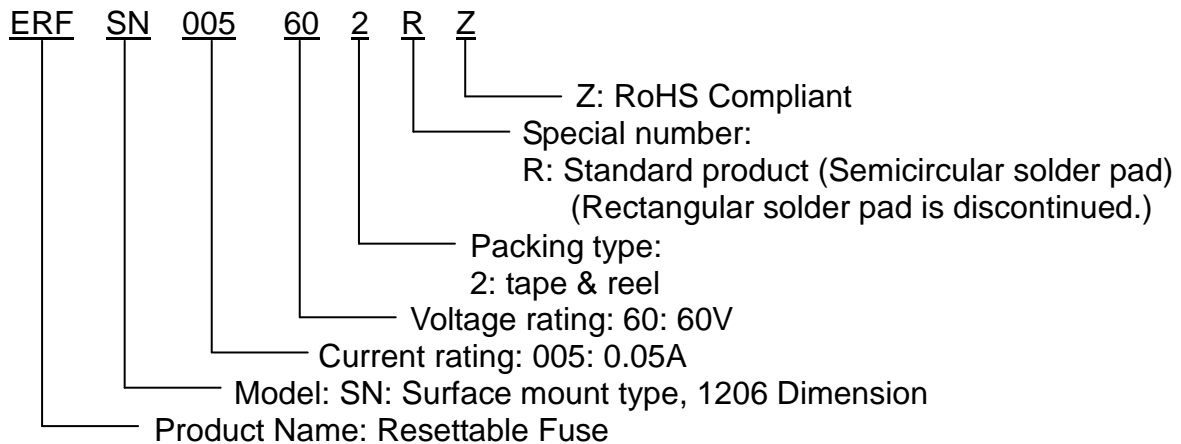 ERF SN 005 60 2 R Z
Z: RoHS Compliant
Special number:
R: Standard product (Semicircular solder pad)
(Rectangular solder pad is discontinued.)
Packing type:
2: tape & reel
Voltage rating: 60: 60V
Current rating: 005: 0.05A
Model: SN: Surface mount type, 1206 Dimension
Product Name: Resettable Fuse